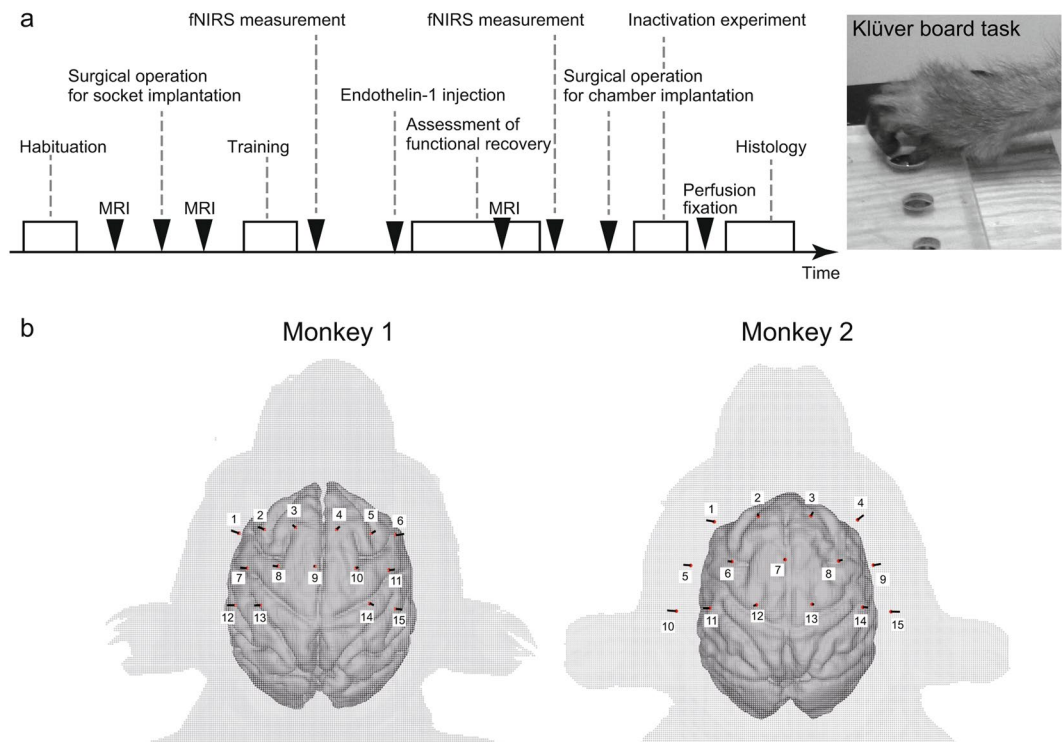 a
fNIRS measurement
fNIRS measurement
Inactivation experiment
Klüver board task
Surgical operation
for socket implantation
Endothelin-1 injection
Surgical operation
for chamber implantation
Habituation
Training
Assessment of
functional recovery
Histology
MRI
MRI
MRI
Perfusion
fixation
Time
b
Monkey 1
Monkey 2
1
2
3
4
5
6
7
8
9
10
11
12
13
14
15
1
2
3
4
5
6
7
8
9
10
11
12
13
14
15